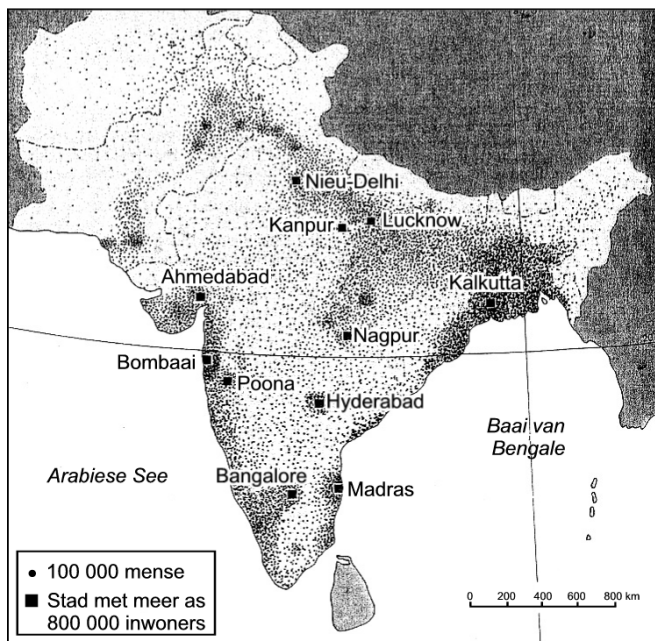 Nieu-Delhi
Kanpur
Lucknow
Ahmedabad
Kalkutta
Nagpur
Bombaai
Poona
Hyderabad
Baai van
Bengale
Arabiese See
Bangalore
Madras
100 000 mense
Stad met meer as
800 000 inwoners
0 200 400 600 800 km